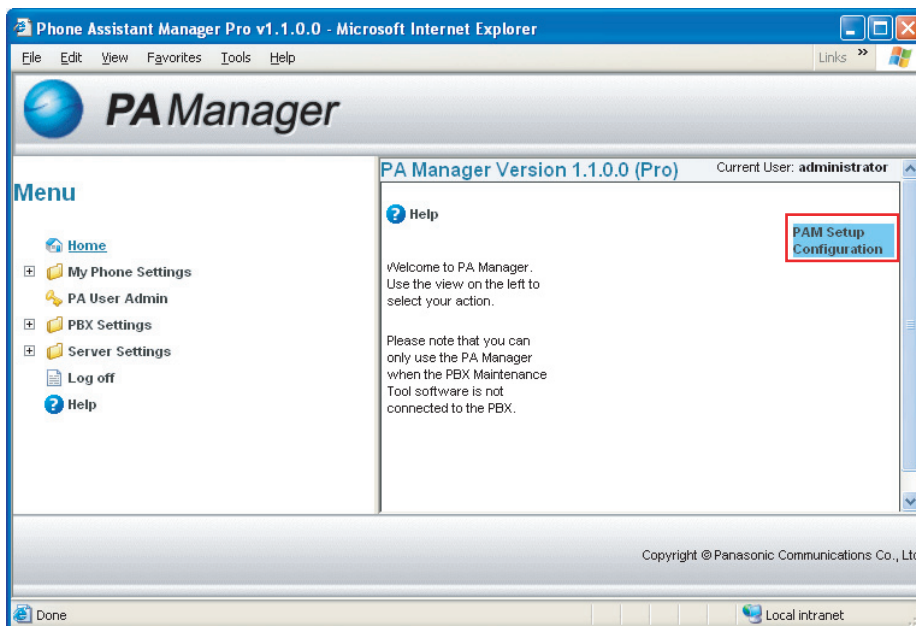 Phone Assistant Manager Pro v1.1.0.0 - Microsoft Internet Explorer
File Edit View Favorites Tools Help Links »
PA Manager
Menu
Home
My Phone Settings
PA User Admin
PBX Settings
Server Settings
Log off
Help
PA Manager Version 1.1.0.0 (Pro) Current User: administrator
Help
PAM Setup
Configuration
Welcome to PA Manager.
Use the view on the left to
select your action.
Please note that you can
only use the PA Manager
when the PBX Maintenance
Tool software is not
connected to the PBX.
Copyright © Panasonic Communications Co., Ltd
Done Local intranet